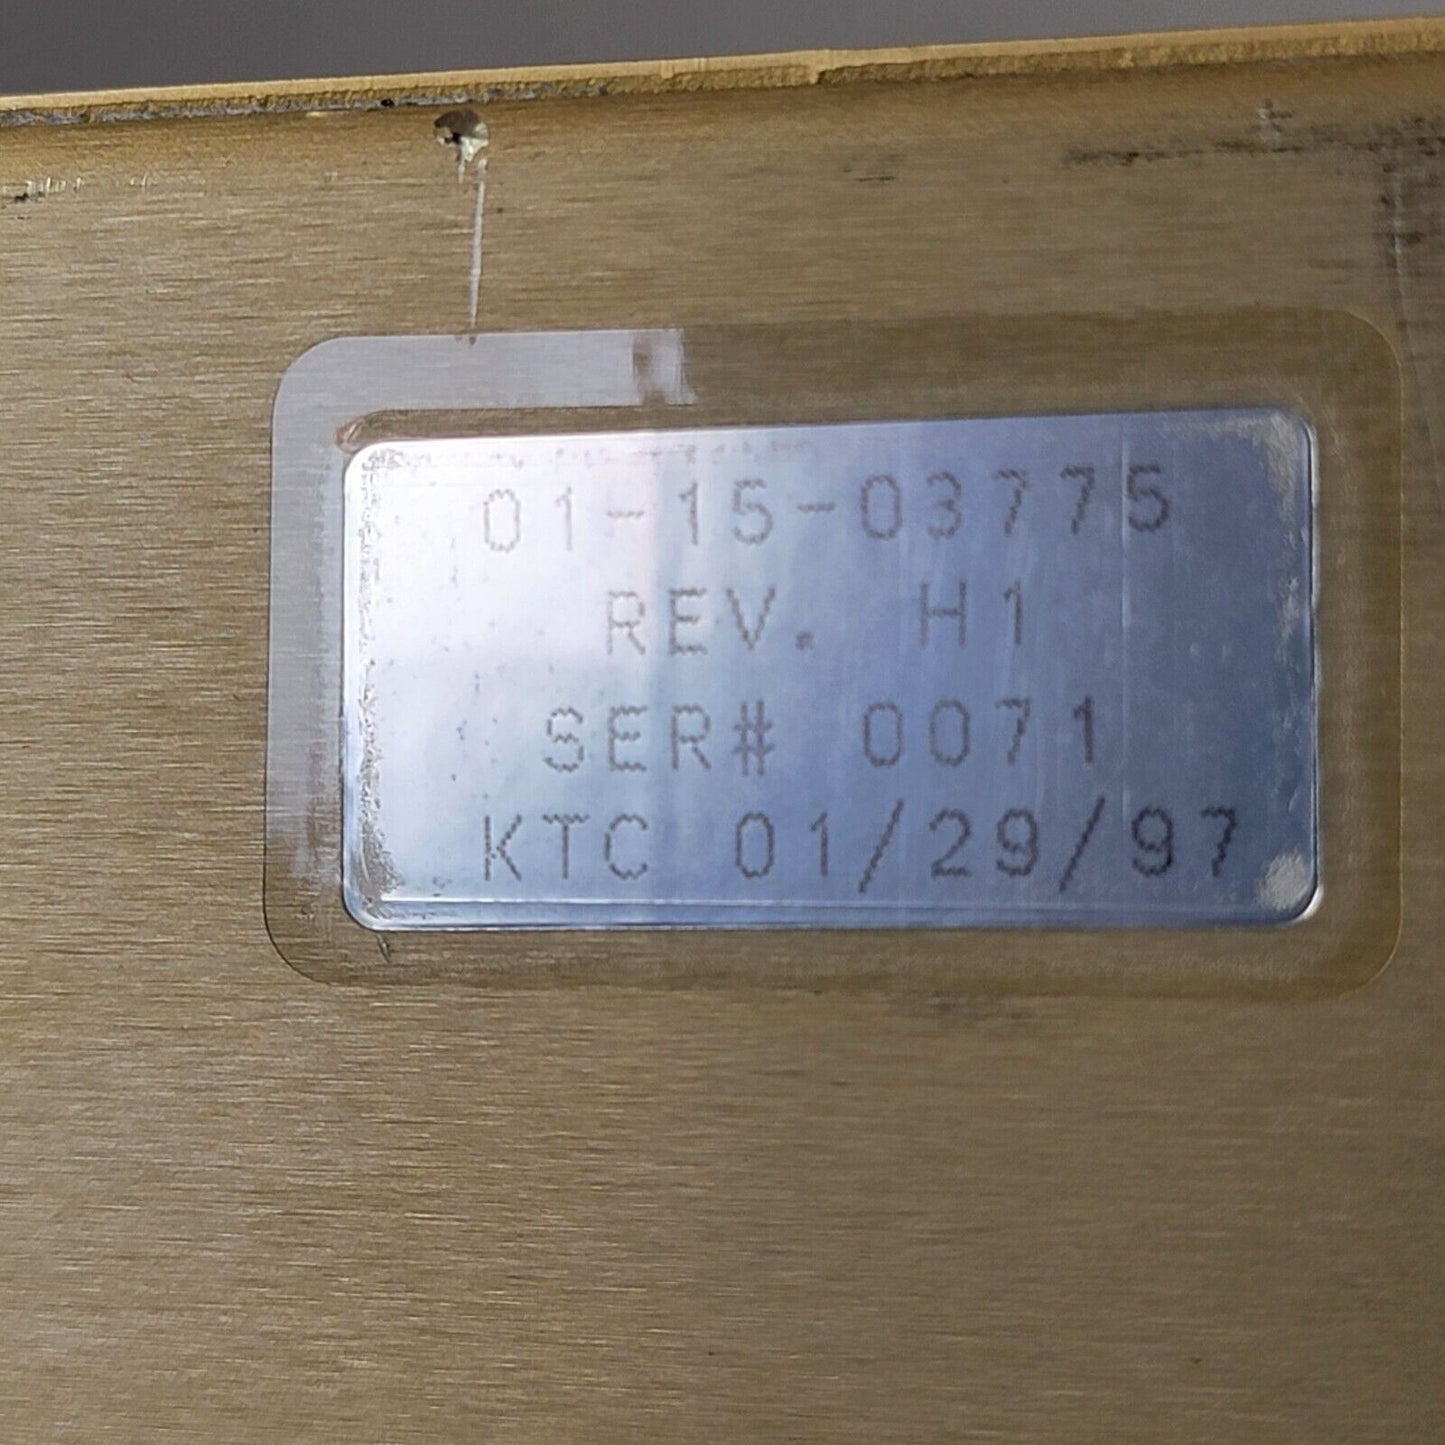 01-15-03775
REV. H1
SER# 0071
KTC 01/29/97